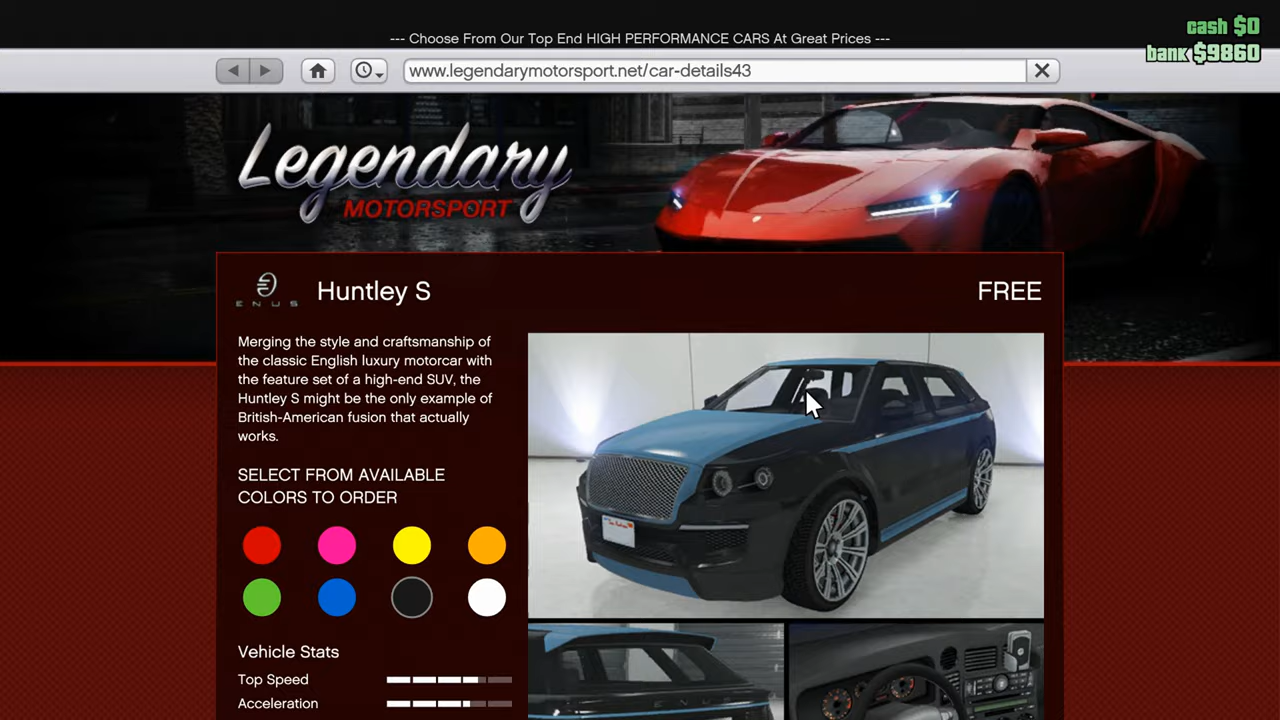 cash $0
--- Choose From Our Top End HIGH PERFORMANCE CARS At Great Prices ---
bank $9860
www.legendarymotorsport.net/car-details43
Legendary
MOTORSPORT
ENUS
Huntley S
FREE
Merging the style and craftsmanship of
the classic English luxury motorcar with
the feature set of a high-end SUV, the
Huntley S might be the only example of
British-American fusion that actually
works.
SELECT FROM AVAILABLE
COLORS TO ORDER
Vehicle Stats
Top Speed
Acceleration